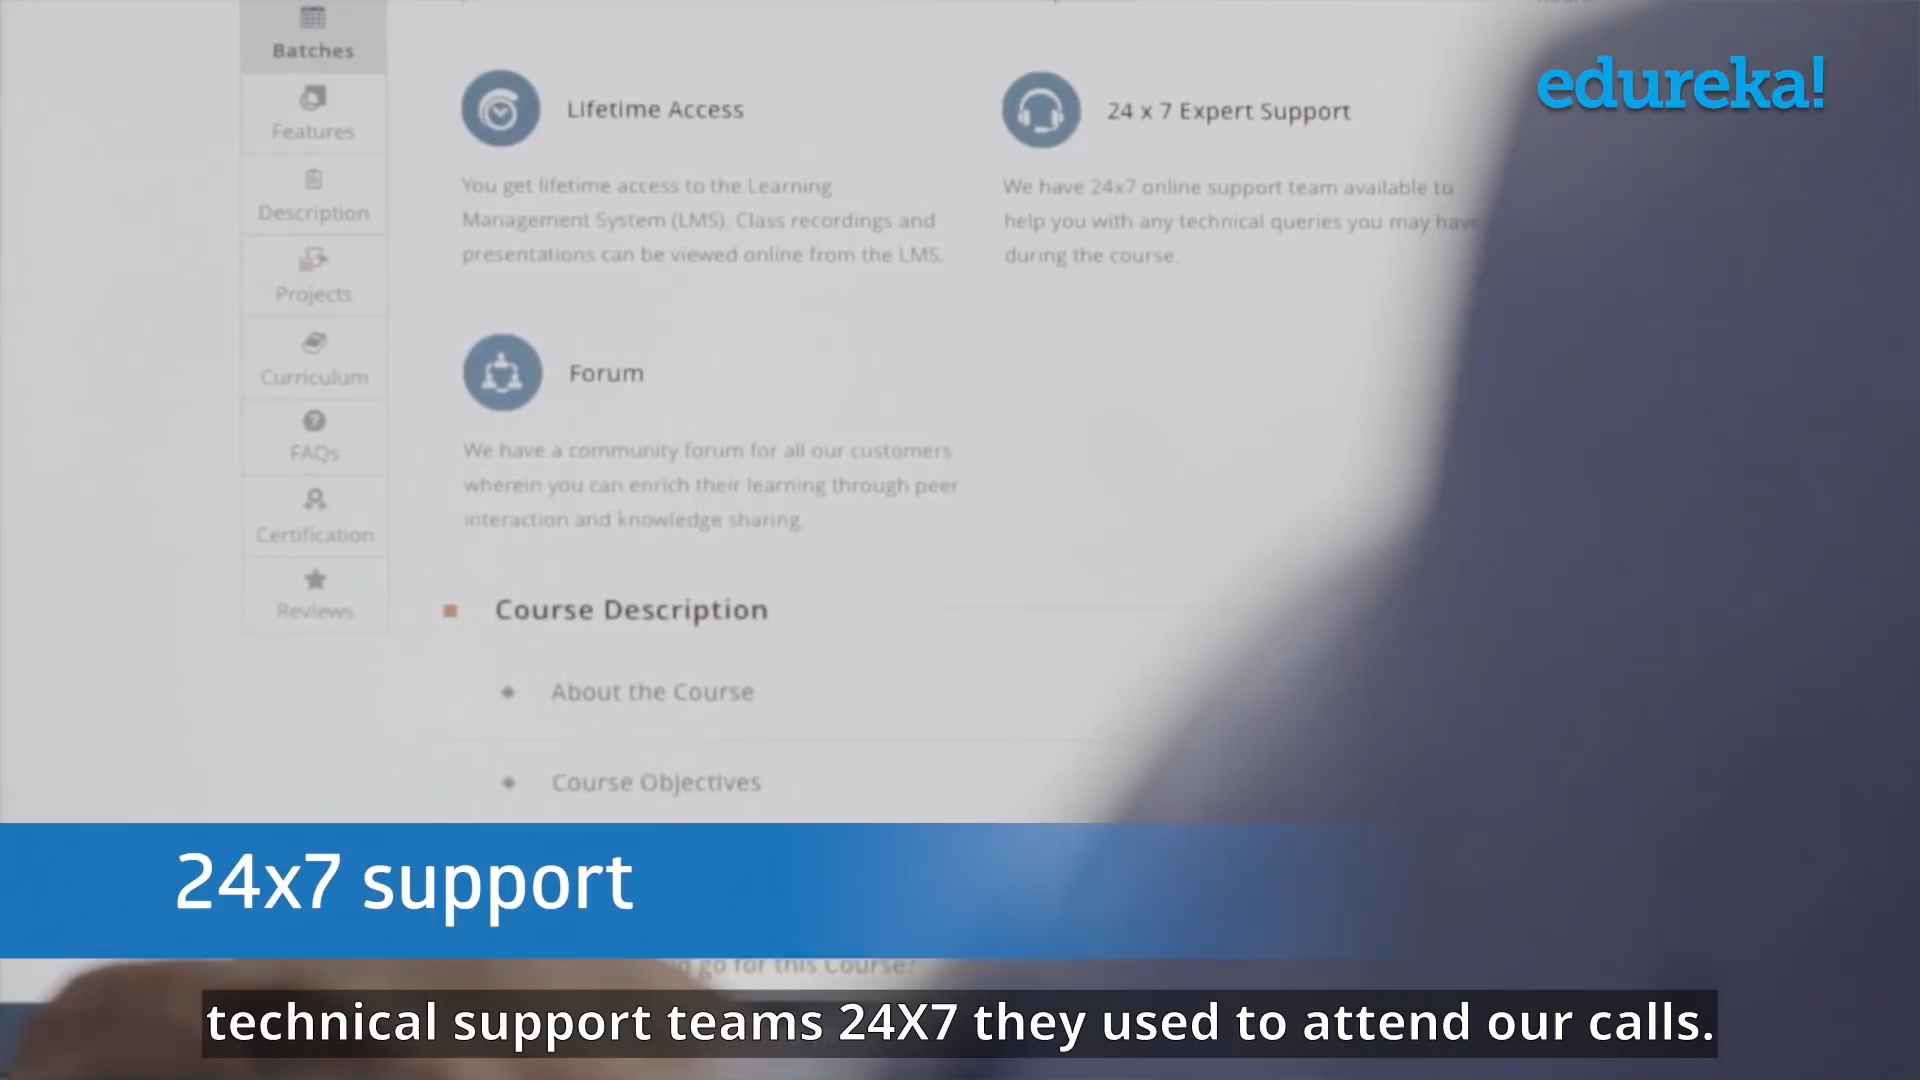 Batches
Features
Description
Projects
Curriculum
FAQs
Certification
Reviews
edureka!
Lifetime Access
You get lifetime access to the Learning
Management System (LMS). Class recordings and
presentations can be viewed online from the LMS.
24 x 7 Expert Support
We have 24x7 online support team available to
help you with any technical queries you may have
during the course.
Forum
We have a community forum for all our customers
wherein you can enrich their learning through peer
interaction and knowledge sharing.
Course Description
About the Course
Course Objectives
24x7 support
go for this Course?
technical support teams 24X7 they used to attend our calls.